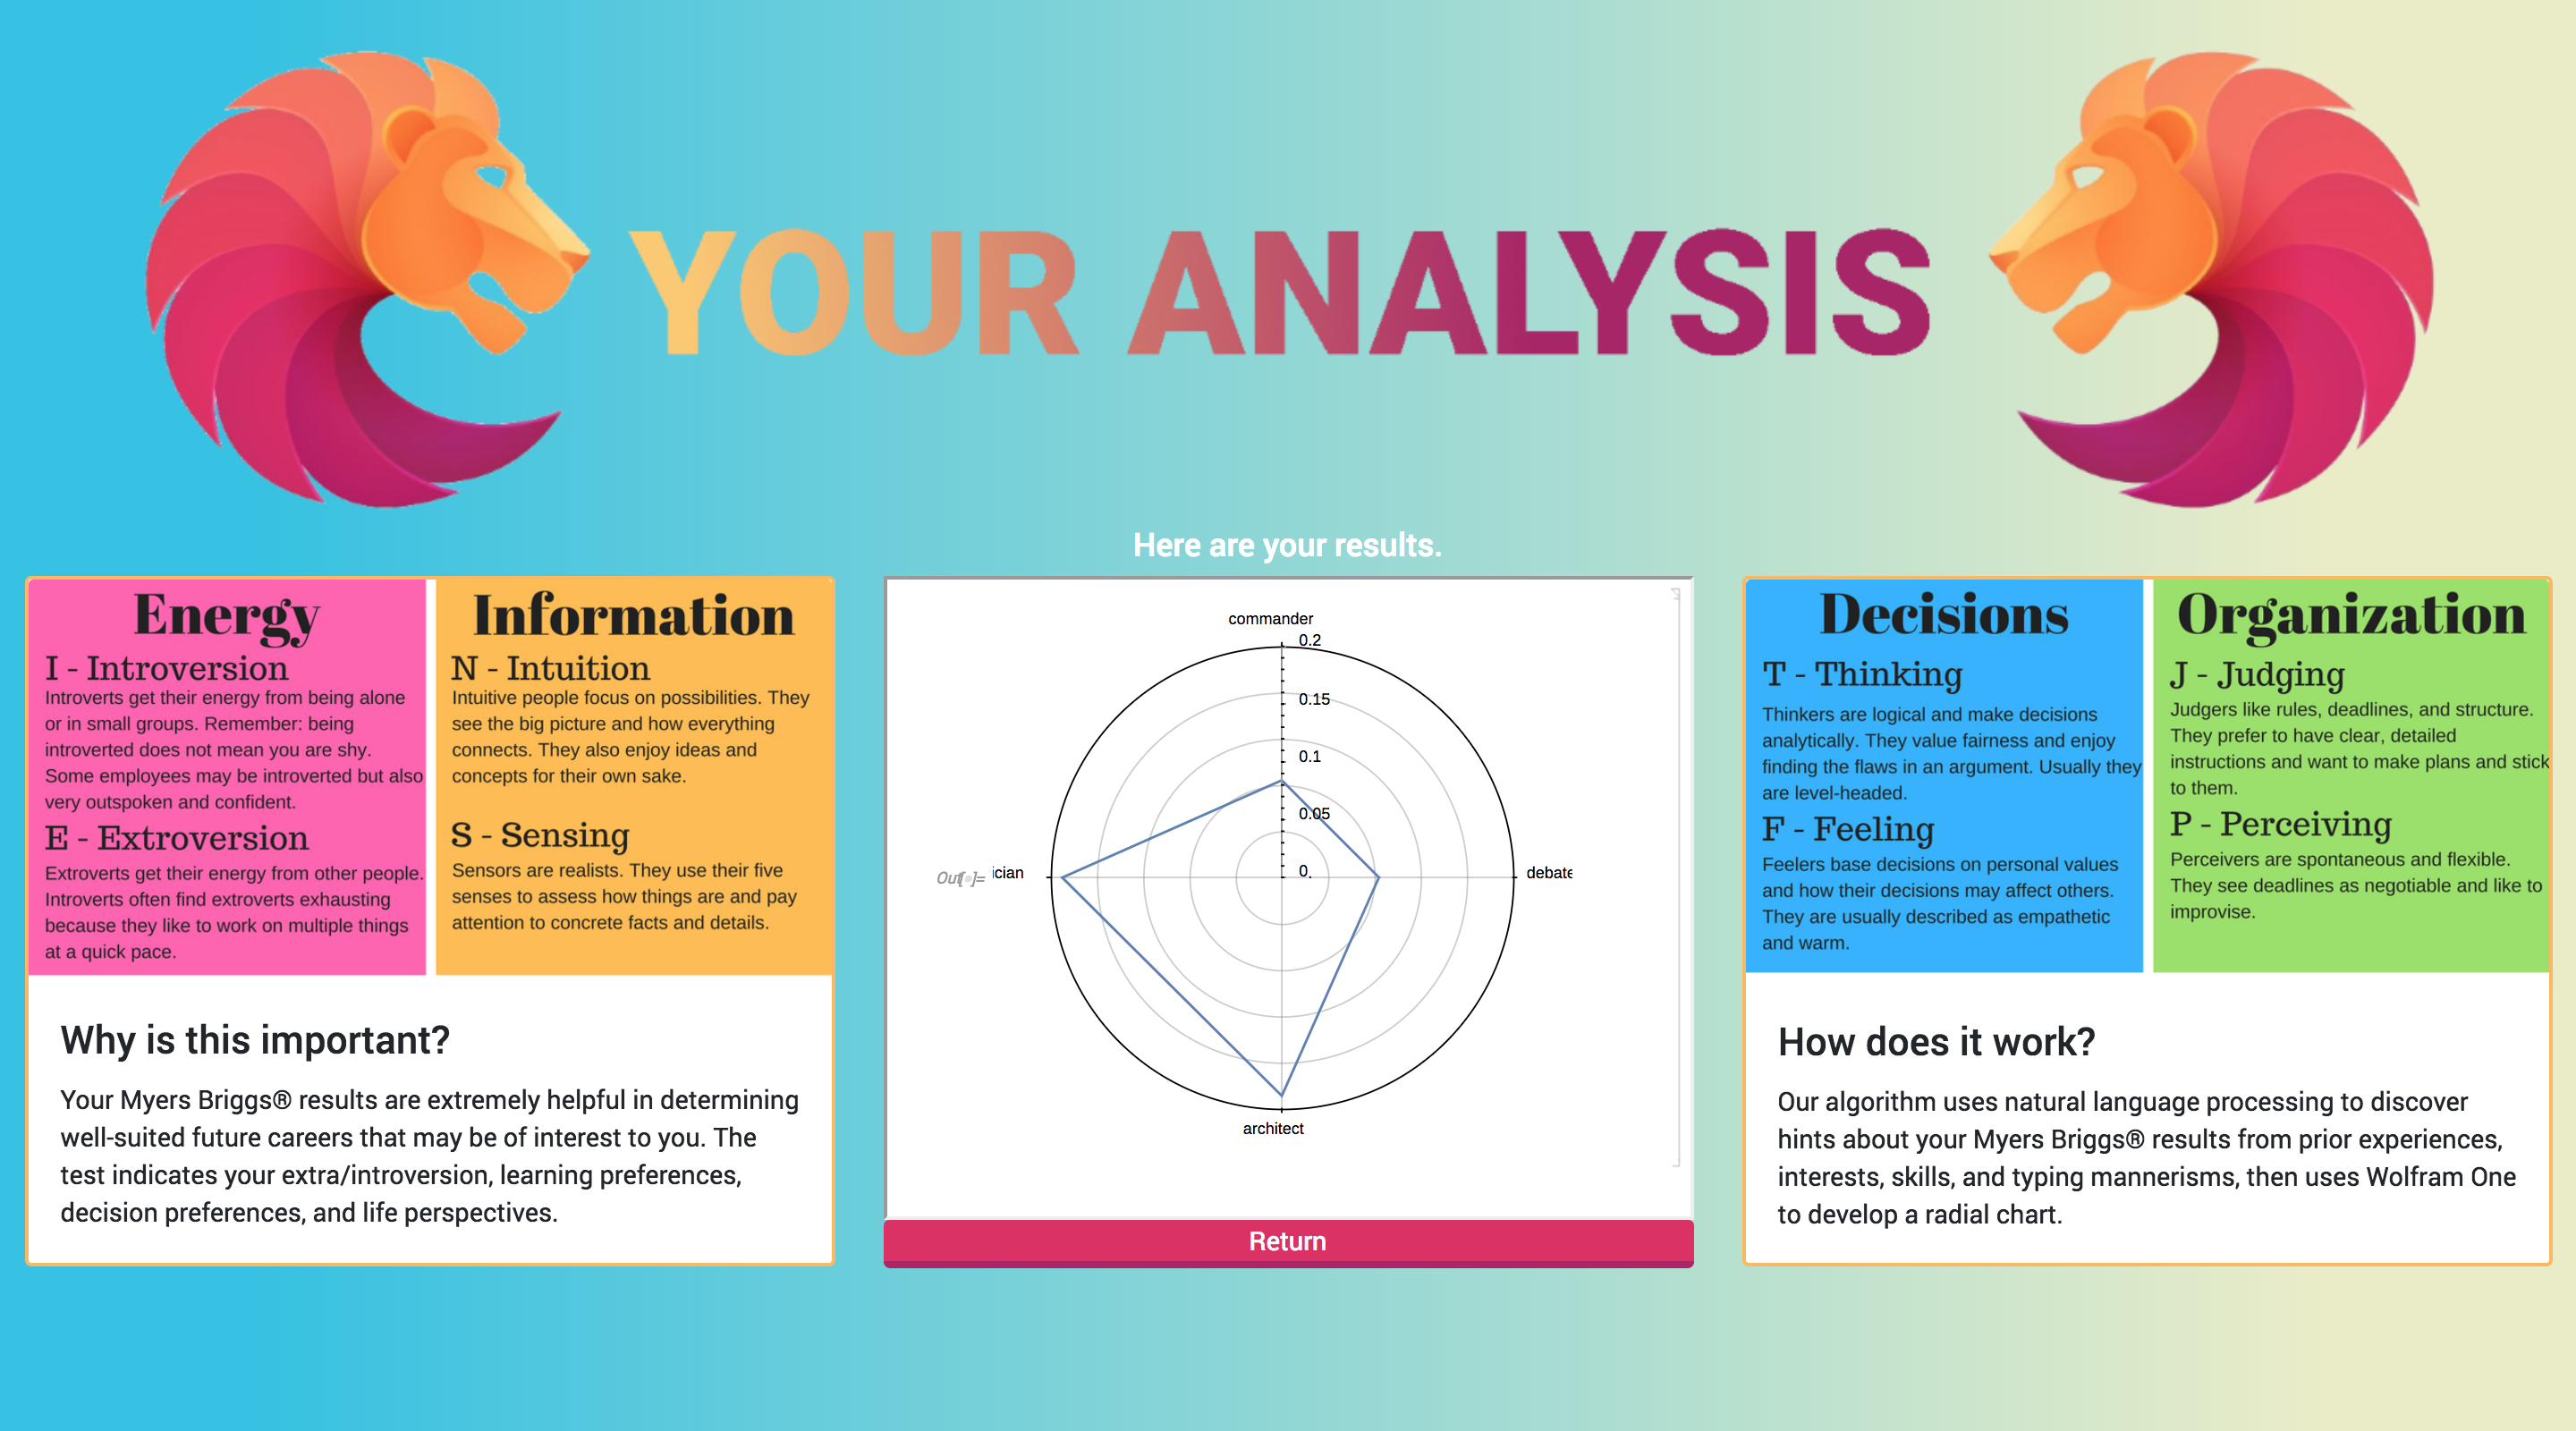 YOUR ANALYSIS
Here are your results.
Energy
I - Introversion
Introverts get their energy from being alone
or in small groups. Remember: being
introverted does not mean you are shy.
Some employees may be introverted but also
very outspoken and confident.
E - Extroversion
Extroverts get their energy from other people.
Introverts often find extroverts exhausting
because they like to work on multiple things
at a quick pace.
Information
N - Intuition
Intuitive people focus on possibilities. They
see the big picture and how everything
connects. They also enjoy ideas and
concepts for their own sake.
S - Sensing
Sensors are realists. They use their five
senses to assess how things are and pay
attention to concrete facts and details.
Why is this important?
Your Myers Briggs® results are extremely helpful in determining
well-suited future careers that may be of interest to you. The
test indicates your extra/introversion, learning preferences,
decision preferences, and life perspectives.
commander
0.2
0.15
0.1
0.05
0.
Out[•]=
ician
debate
architect
Return
Decisions
T - Thinking
Thinkers are logical and make decisions
analytically. They value fairness and enjoy
finding the flaws in an argument. Usually they
are level-headed.
F - Feeling
Feelers base decisions on personal values
and how their decisions may affect others.
They are usually described as empathetic
and warm.
Organization
J - Judging
Judgers like rules, deadlines, and structure.
They prefer to have clear, detailed
instructions and want to make plans and stick
to them.
P - Perceiving
Perceivers are spontaneous and flexible.
They see deadlines as negotiable and like to
improvise.
How does it work?
Our algorithm uses natural language processing to discover
hints about your Myers Briggs® results from prior experiences,
interests, skills, and typing mannerisms, then uses Wolfram One
to develop a radial chart.